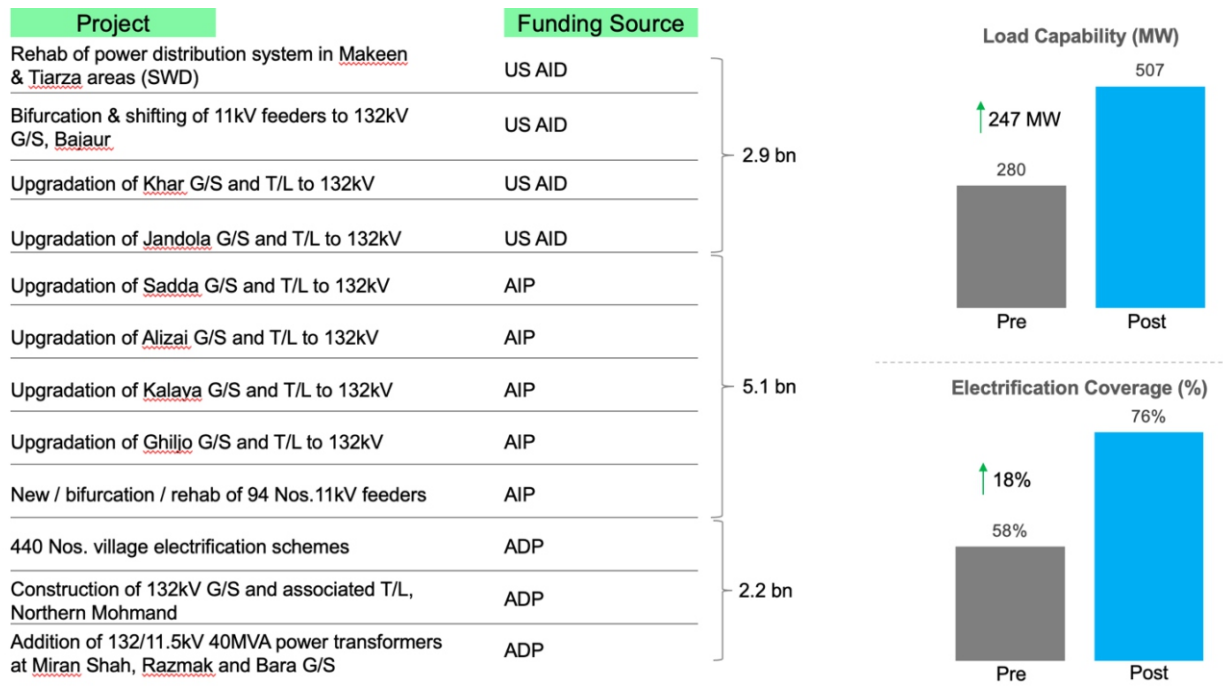 Project
Funding Source
Rehab of power distribution system in Makeen
& Tiarza areas (SWD)
US AID
Bifurcation & shifting of 11kV feeders to 132kV
G/S, Bajaur
US AID
Upgradation of Khar G/S and T/L to 132kV
US AID
Upgradation of Jandola G/S and T/L to 132kV
US AID
2.9 bn
Upgradation of Sadda G/S and T/L to 132kV
AIP
Upgradation of Alizai G/S and T/L to 132kV
AIP
Upgradation of Kalaya G/S and T/L to 132kV
AIP
Upgradation of Ghiljo G/S and T/L to 132kV
AIP
New / bifurcation / rehab of 94 Nos.11kV feeders
AIP
5.1 bn
440 Nos. village electrification schemes
ADP
Construction of 132kV G/S and associated T/L,
Northern Mohmand
ADP
Addition of 132/11.5kV 40MVA power transformers
at Miran Shah, Razmak and Bara G/S
ADP
2.2 bn
Load Capability (MW)
507
247 MW
280
Pre
Post
Electrification Coverage (%)
76%
18%
58%
Pre
Post